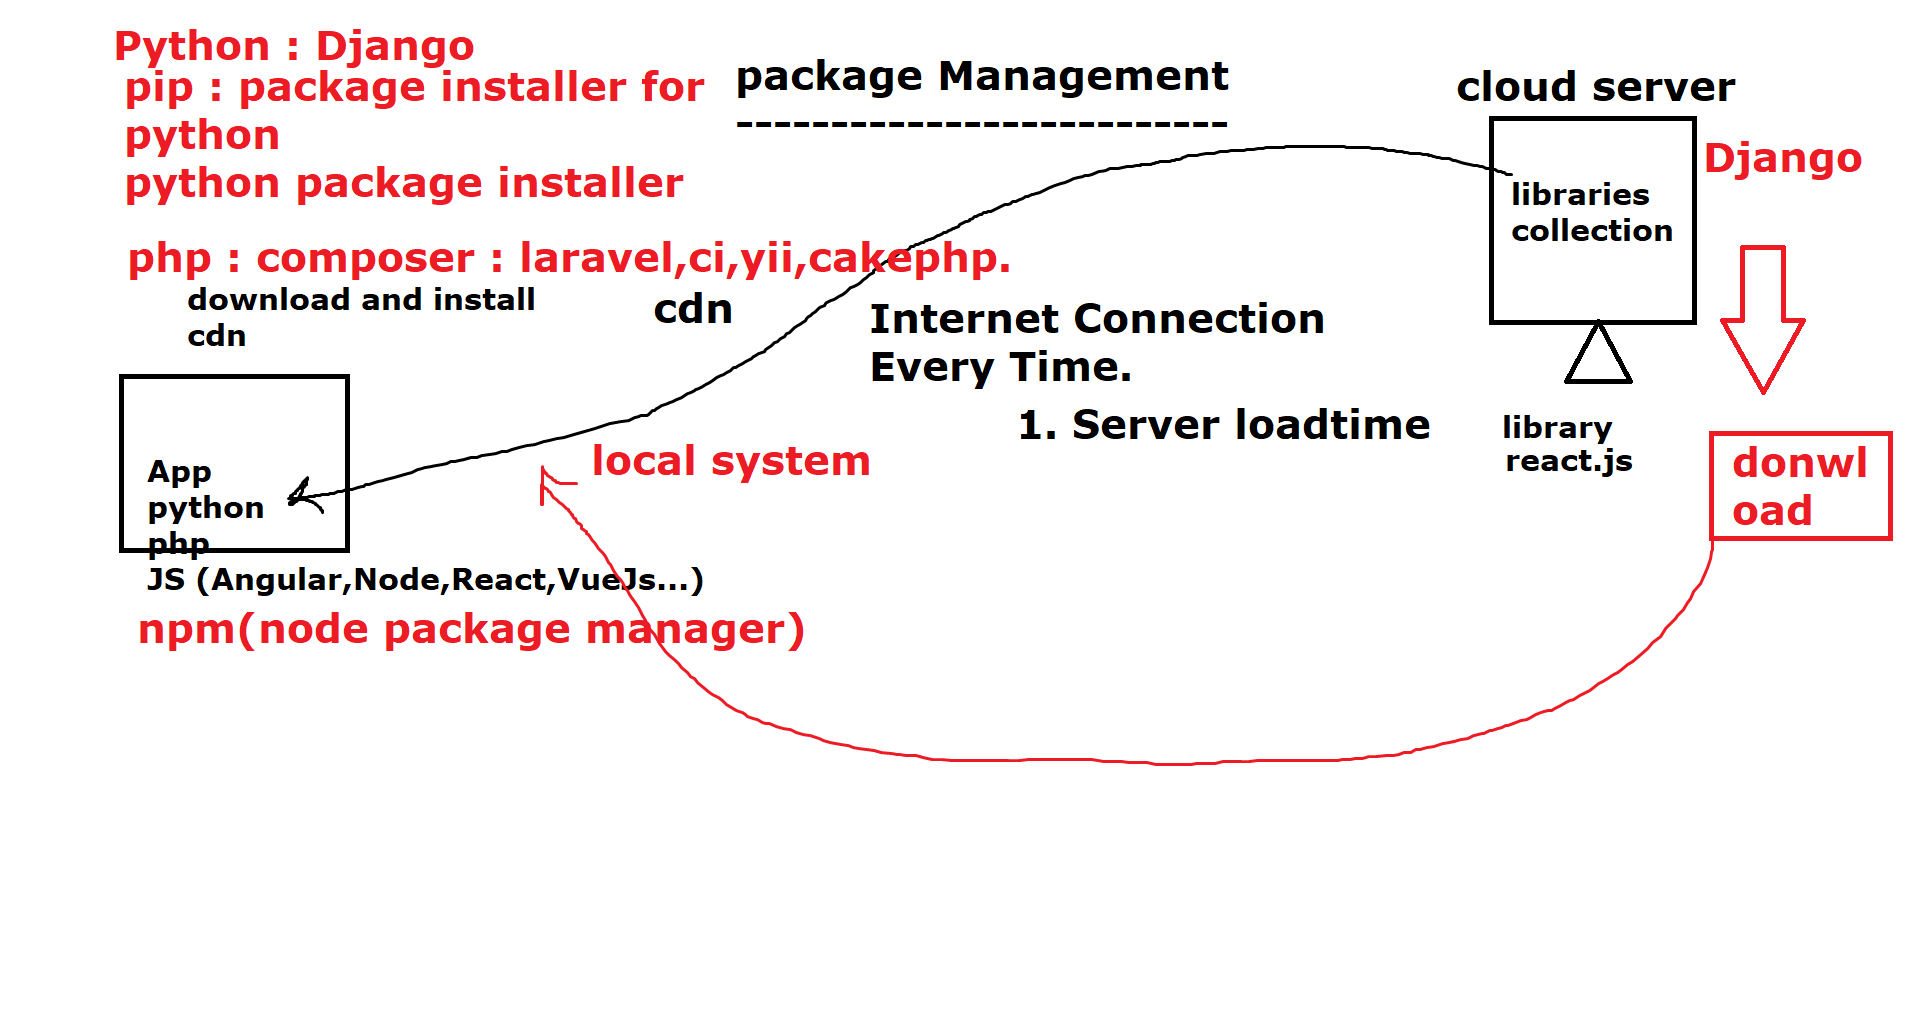 Python : Django
pip : package installer for
python
python package installer
package Management
--------------------------
cloud server
Django
libraries
collection
php : composer : laravel,ci,yii,cakephp.
download and install
cdn
cdn
Internet Connection
Every Time.
1. Server loadtime
library
react.js
local system
donwl
oad
App
python
php
JS (Angular,Node,React,VueJs...)
npm(node package manager)